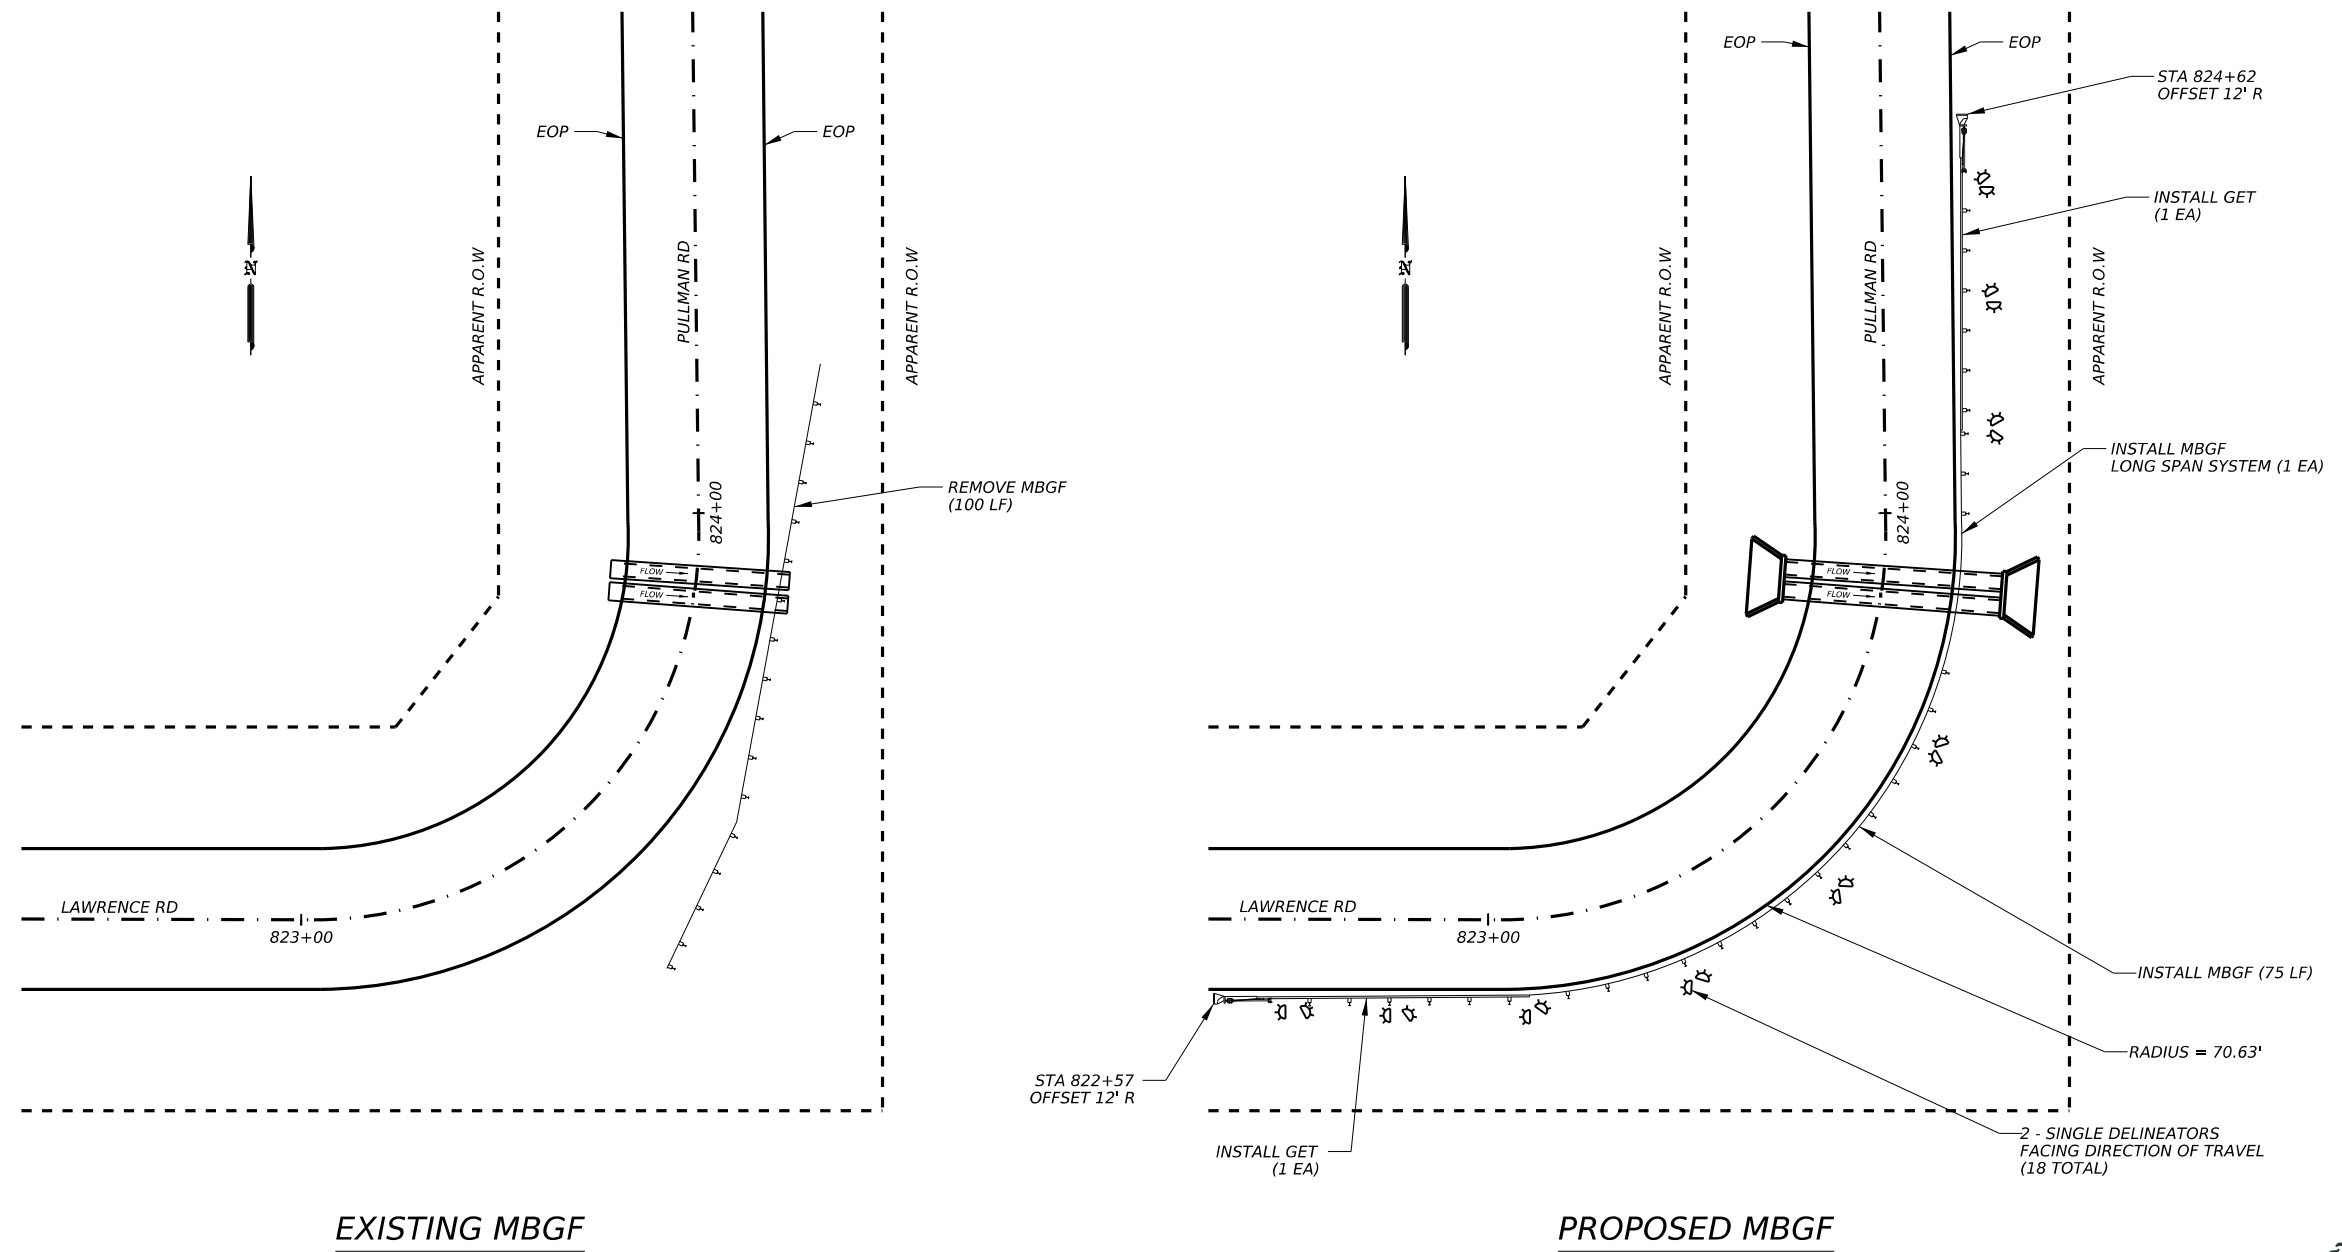 EOP
EOP
APPARENT R.O.W
PULLMAN RD
APPARENT R.O.W
N
824+00
REMOVE MBGF
(100 LF)
FLOW
FLOW
LAWRENCE RD
823+00
EXISTING MBGF
EOP
EOP
STA 824+62
OFFSET 12' R
INSTALL GET
(1 EA)
APPARENT R.O.W
PULLMAN RD
APPARENT R.O.W
N
INSTALL MBGF
LONG SPAN SYSTEM (1 EA)
824+00
FLOW
FLOW
LAWRENCE RD
823+00
INSTALL MBGF (75 LF)
RADIUS = 70.63'
STA 822+57
OFFSET 12' R
INSTALL GET
(1 EA)
2 - SINGLE DELINEATORS
FACING DIRECTION OF TRAVEL
(18 TOTAL)
PROPOSED MBGF